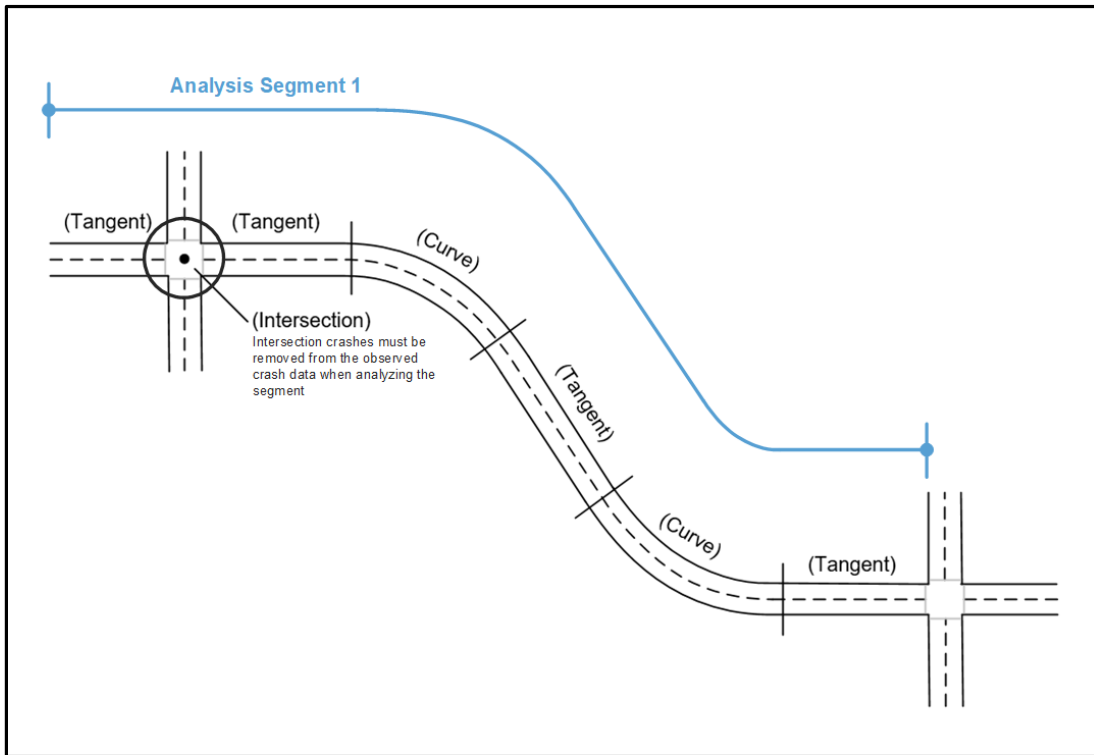 Analysis Segment 1
(Tangent)
(Tangent)
(Curve)
(Intersection)
Intersection crashes must be
removed from the observed
crash data when analyzing the
segment
(Tangent)
(Curve)
(Tangent)